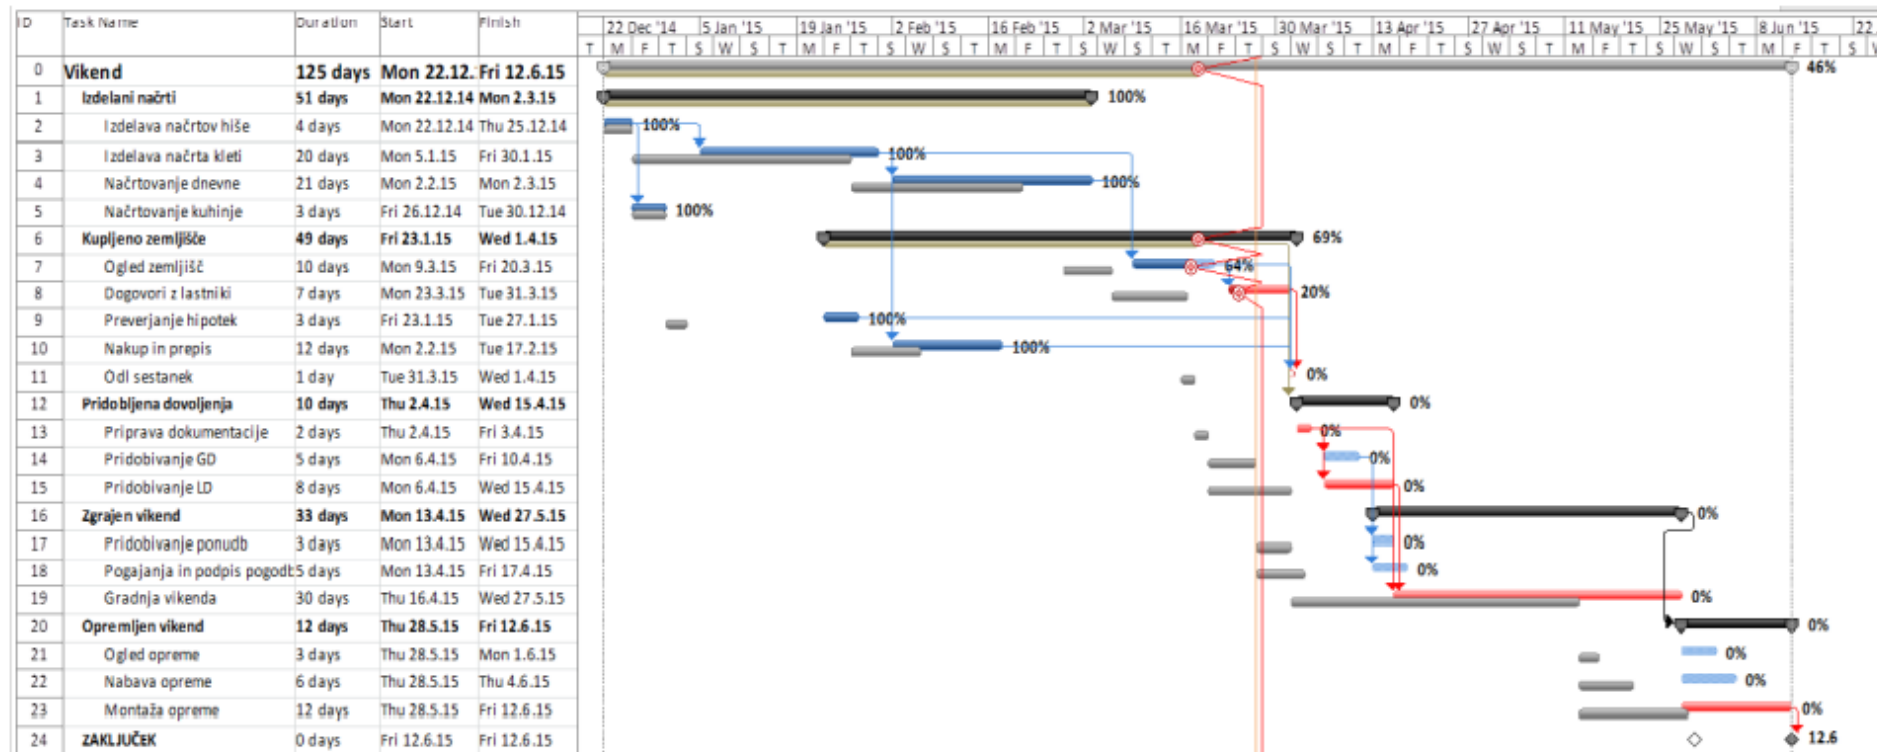 ID Task Name Duration Start Finish 22 Dec '14 5 Jan '15 19 Jan '15 2 Feb '15 16 Feb '15 2 Mar '15 16 Mar '15 30 Mar '15 13 Apr '15 27 Apr '15 11 May '15 25 May '15 8 Jun '15 22
T M F T S W S T T M F T S W S T T M F T S W S T T M F T S W S T T M F T S W S T T M F T S W
0 Vikend 125 days Mon 22.12. Fri 12.6.15 46%
1 Izdelani načrti 51 days Mon 22.12.14 Mon 2.3.15 100%
2 Izdelava načrtov hiše 4 days Mon 22.12.14 Thu 25.12.14 100%
3 Izdelava načrta kleti 20 days Mon 5.1.15 Fri 30.1.15 100%
4 Načrtovanje dnevne 21 days Mon 2.2.15 Mon 2.3.15 100%
5 Načrtovanje kuhinje 3 days Fri 26.12.14 Tue 30.12.14 100%
6 Kupljeno zemljišče 49 days Fri 23.1.15 Wed 1.4.15 69%
7 Ogled zemljišč 10 days Mon 9.3.15 Fri 20.3.15 64%
8 Dogovori z lastniki 7 days Mon 23.3.15 Tue 31.3.15 20%
9 Preverjanje hipotek 3 days Fri 23.1.15 Tue 27.1.15 100%
10 Nakup in prepis 12 days Mon 2.2.15 Tue 17.2.15 100%
11 Odl sestanek 1 day Tue 31.3.15 Wed 1.4.15 0%
12 Pridobljena dovoljenja 10 days Thu 2.4.15 Wed 15.4.15 0%
13 Priprava dokumentacije 2 days Thu 2.4.15 Fri 3.4.15 0%
14 Pridobivanje GD 5 days Mon 6.4.15 Fri 10.4.15 0%
15 Pridobivanje LD 8 days Mon 6.4.15 Wed 15.4.15 0%
16 Zgrajen vikend 33 days Mon 13.4.15 Wed 27.5.15 0%
17 Pridobivanje ponudb 3 days Mon 13.4.15 Wed 15.4.15 0%
18 Pogajanja in podpis pogodb 5 days Mon 13.4.15 Fri 17.4.15 0%
19 Gradnja vikenda 30 days Thu 16.4.15 Wed 27.5.15 0%
20 Opremljen vikend 12 days Thu 28.5.15 Fri 12.6.15 0%
21 Ogled opreme 3 days Thu 28.5.15 Mon 1.6.15 0%
22 Nabava opreme 6 days Thu 28.5.15 Thu 4.6.15 0%
23 Montaža opreme 12 days Thu 28.5.15 Fri 12.6.15 0%
24 ZAKLJUČEK 0 days Fri 12.6.15 Fri 12.6.15 12.6